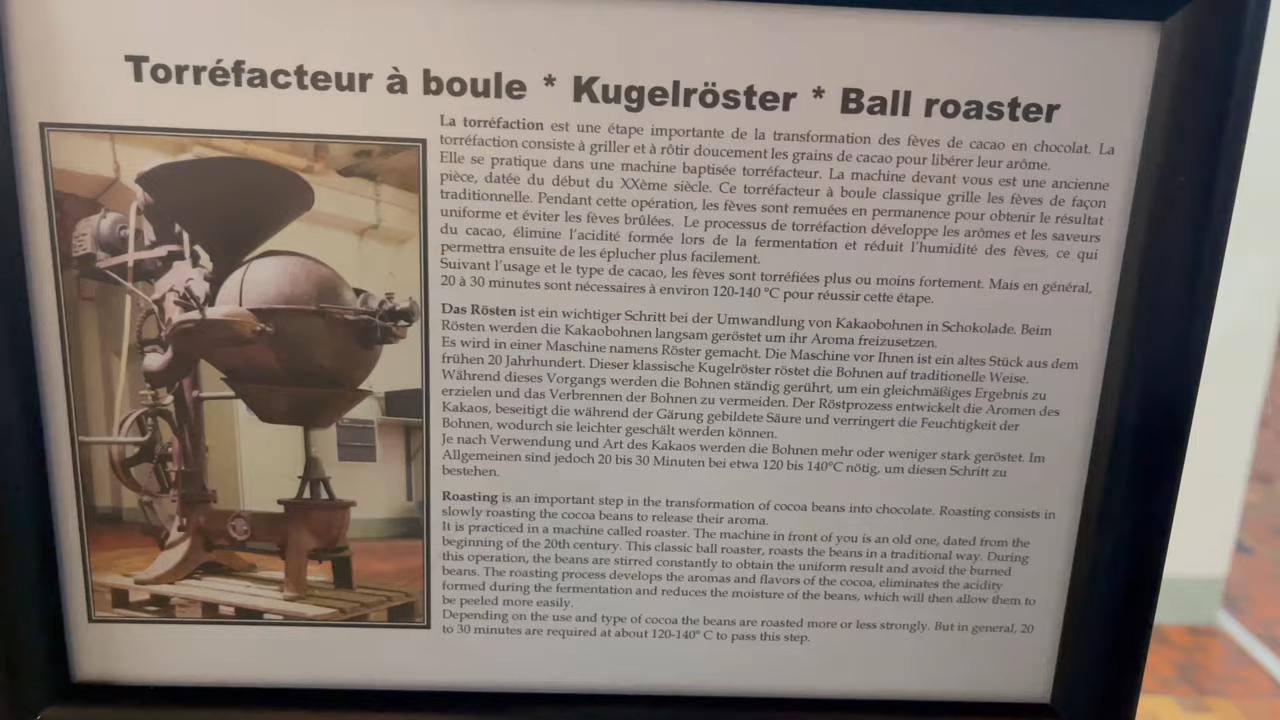 Torréfacteur à boule * Kugelröster * Ball roaster
La torréfaction est une étape importante de la transformation des fèves de cacao en chocolat. La
torréfaction consiste à griller et à rôtir doucement les grains de cacao pour libérer leur arôme.
Elle se pratique dans une machine baptisée torréfacteur. La machine devant vous est une ancienne
pièce, datée du début du XXème siècle. Ce torréfacteur à boule classique grille les fèves de façon
traditionnelle. Pendant cette opération, les fèves sont remuées en permanence pour obtenir le résultat
uniforme et éviter les fèves brûlées. Le processus de torréfaction développe les arômes et les saveurs
du cacao, élimine l'acidité formée lors de la fermentation et réduit l'humidité des fèves, ce qui
permettra ensuite de les éplucher plus facilement.
Suivant l'usage et le type de cacao, les fèves sont torréfiées plus ou moins fortement. Mais en général,
20 à 30 minutes sont nécessaires à environ 120-140 °C pour réussir cette étape.
Das Rösten ist ein wichtiger Schritt bei der Umwandlung von Kakaobohnen in Schokolade. Beim
Rösten werden die Kakaobohnen langsam geröstet um ihr Aroma freizusetzen.
Es wird in einer Maschine namens Röster gemacht. Die Maschine vor Ihnen ist ein altes Stück aus dem
frühen 20 Jahrhundert. Dieser klassische Kugelröster röstet die Bohnen auf traditionelle Weise.
Während dieses Vorgangs werden die Bohnen ständig gerührt, um ein gleichmäßiges Ergebnis zu
erzielen und das Verbrennen der Bohnen zu vermeiden. Der Röstprozess entwickelt die Aromen des
Kakaos, beseitigt die während der Gärung gebildete Säure und verringert die Feuchtigkeit der
Bohnen, wodurch sie leichter geschält werden können.
Je nach Verwendung und Art des Kakaos werden die Bohnen mehr oder weniger stark geröstet. Im
Allgemeinen sind jedoch 20 bis 30 Minuten bei etwa 120 bis 140°C nötig, um diesen Schritt zu
bestehen.
Roasting is an important step in the transformation of cocoa beans into chocolate. Roasting consists in
slowly roasting the cocoa beans to release their aroma.
It is practiced in a machine called roaster. The machine in front of you is an old one, dated from the
beginning of the 20th century. This classic ball roaster, roasts the beans in a traditional way. During
this operation, the beans are stirred constantly to obtain the uniform result and avoid the burned
beans. The roasting process develops the aromas and flavors of the cocoa, eliminates the acidity
formed during the fermentation and reduces the moisture of the beans, which will then allow them to
be peeled more easily.
Depending on the use and type of cocoa the beans are roasted more or less strongly. But in general, 20
to 30 minutes are required at about 120-140° C to pass this step.